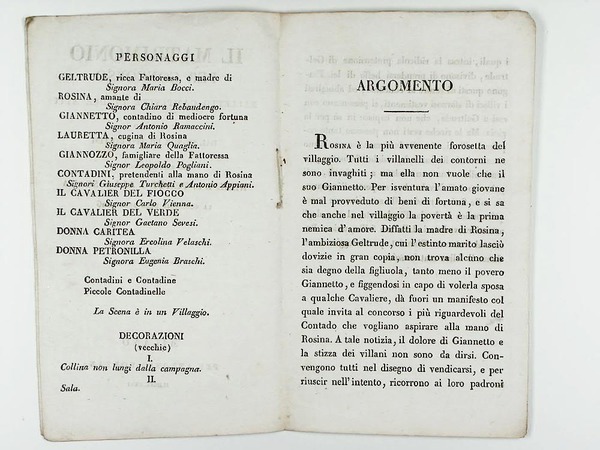 PERSONAGGI
GELTRUDE, ricca Fattoressa, e madre di
Signora Maria Bocci.
ROSINA, amante di
Signora Chiara Rebaudengo.
GIANNETTO, contadino di mediocre fortuna
Signor Antonio Ramaccini.
LAURETTA, cugina di Rosina
Signora Maria Quaglia.
GIANNOZZO, famigliare della Fattoressa
Signor Leopoldo Pogliani.
CONTADINI, pretendenti alla mano di Rosina
Signori Giuseppe Turchetti e Antonio Appiani.
IL CAVALIER DEL FIOCCO
Signor Carlo Vienna.
IL CAVALIER DEL VERDE
Signor Gaetano Sevesi.
DONNA CARITEA
Signora Ercolina Velaschi.
DONNA PETRONILLA
Signora Eugenia Braschi.
Contadini e Contadine
Piccole Contadinelle
La Scena è in un Villaggio.
DECORAZIONI
(vecchie)
I.
Collina non lungi dalla campagna.
II.
Sala.
ARGOMENTO
ROSINA è la più avvenente forosetta del
villaggio. Tutti i villanelli dei contorni ne
sono invaghiti; ma ella non vuole che il
suo Giannetto. Per isventura l'amato giovane
è mal provveduto di beni di fortuna, e si sa
che anche nel villaggio la povertà è la prima
nemica d'amore. Diffatti la madre di Rosina,
l'ambiziosa Geltrude, cui l'estinto marito lasciò
dovizie in gran copia, non trova alcuno che
sia degno della figliuola, tanto meno il povero
Giannetto, e figgendosi in capo di volerla sposa
a qualche Cavaliere, dà fuori un manifesto col
quale invita al concorso i più riguardevoli del
Contado che vogliano aspirare alla mano di
Rosina. A tale notizia, il dolore di Giannetto e
la stizza dei villani non sono da dirsi. Con-
vengono tutti nel disegno di vendicarsi, e per
riuscir nell'intento, ricorrono ai loro padroni